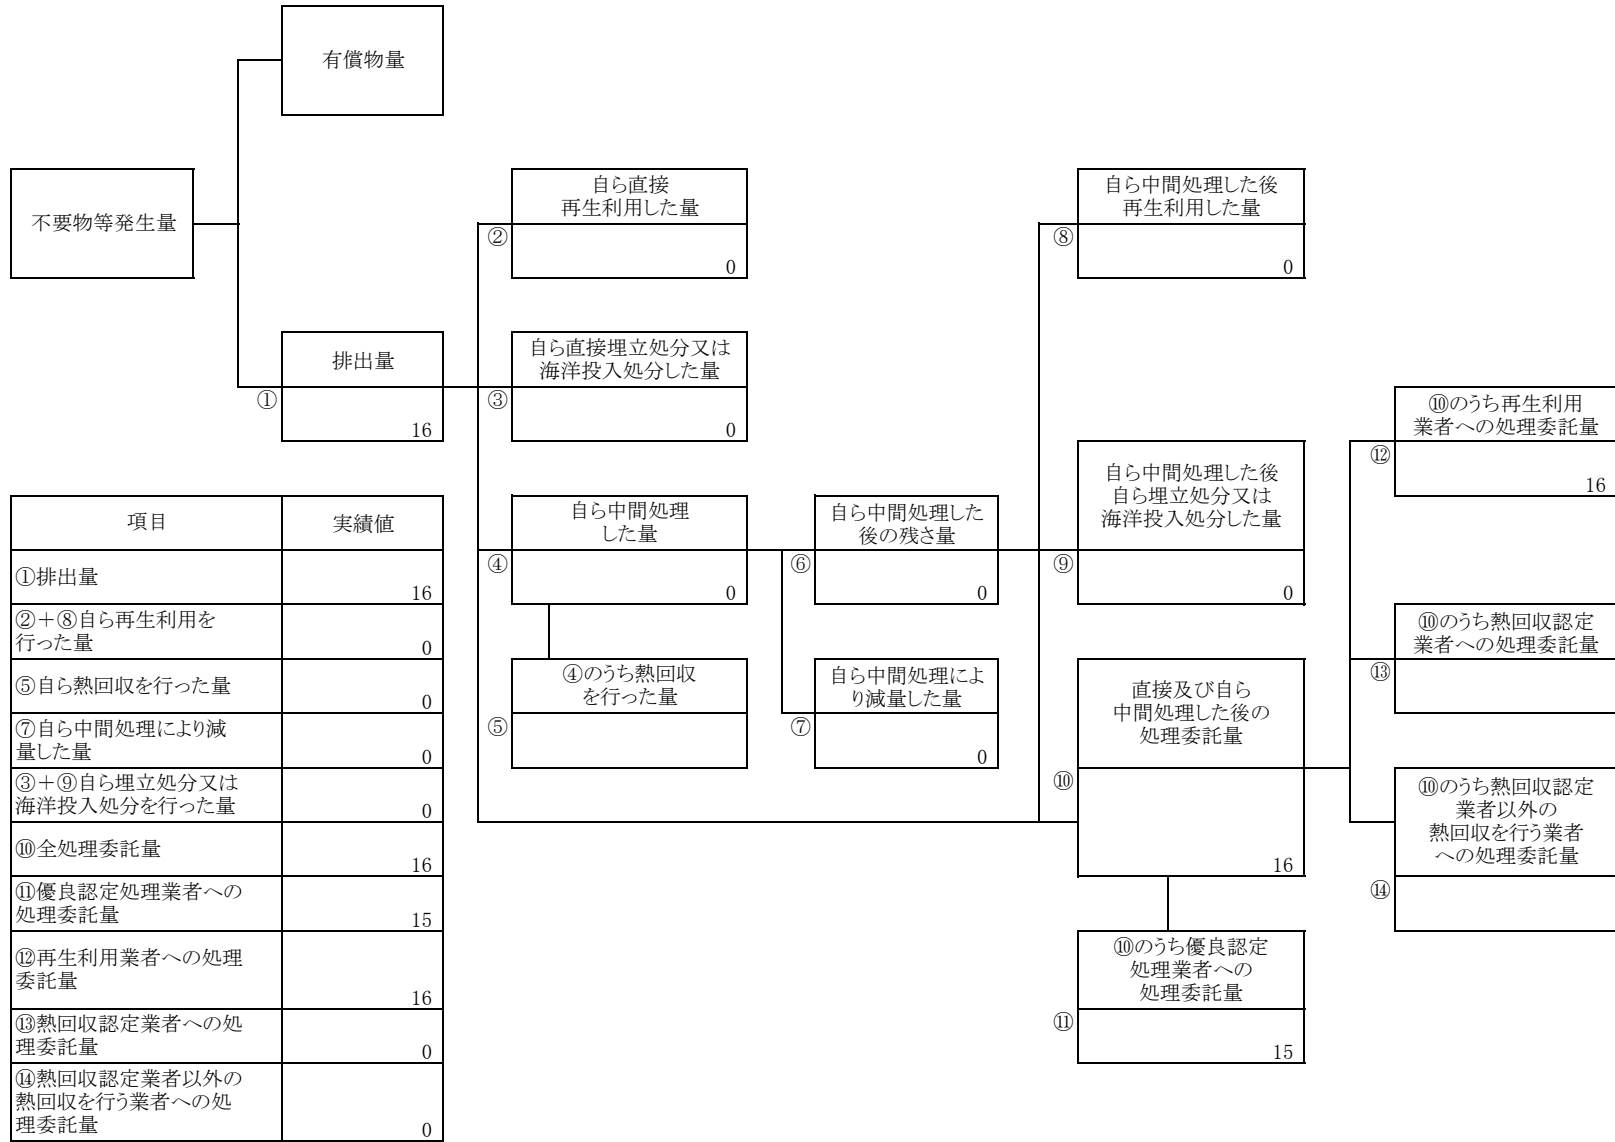 有償物量
不要物等発生量
自ら直接
再生利用した量
②
0
自ら中間処理した後
再生利用した量
⑧
0
排出量
①
16
自ら直接埋立処分又は
海洋投入処分した量
③
0
⑩のうち再生利用
業者への処理委託量
⑫
16
自ら中間処理
した量
④
0
自ら中間処理した
後の残さ量
⑥
0
自ら中間処理した後
自ら埋立処分又は
海洋投入処分した量
⑨
0
⑩のうち熱回収認定
業者への処理委託量
⑬
④のうち熱回収
を行った量
⑤
自ら中間処理によ
り減量した量
⑦
0
直接及び自ら
中間処理した後の
処理委託量
⑩
16
⑩のうち熱回収認定
業者以外の
熱回収を行う業者
への処理委託量
⑭
⑩のうち優良認定
処理業者への
処理委託量
⑪
15
項目 実績値
①排出量
16
②+⑧自ら再生利用を
行った量
0
⑤自ら熱回収を行った量
0
⑦自ら中間処理により減
量した量
0
③+⑨自ら埋立処分又は
海洋投入処分を行った量
0
⑩全処理委託量
16
⑪優良認定処理業者への
処理委託量
15
⑫再生利用業者への処理
委託量
16
⑬熱回収認定業者への処
理委託量
0
⑭熱回収認定業者以外の
熱回収を行う業者への処
理委託量
0